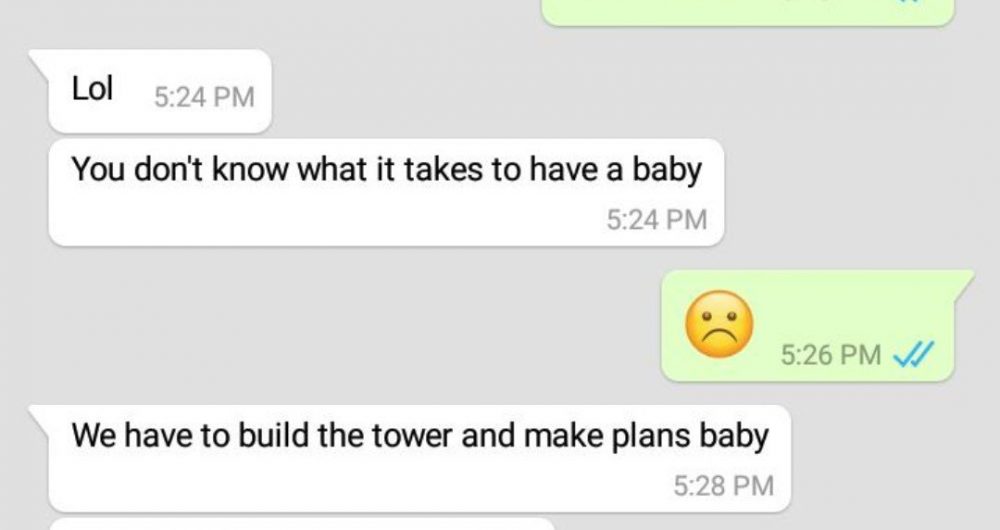 Lol 5:24 PM
You don't know what it takes to have a baby
5:24 PM
☹️ 5:26 PM
We have to build the tower and make plans baby
5:28 PM